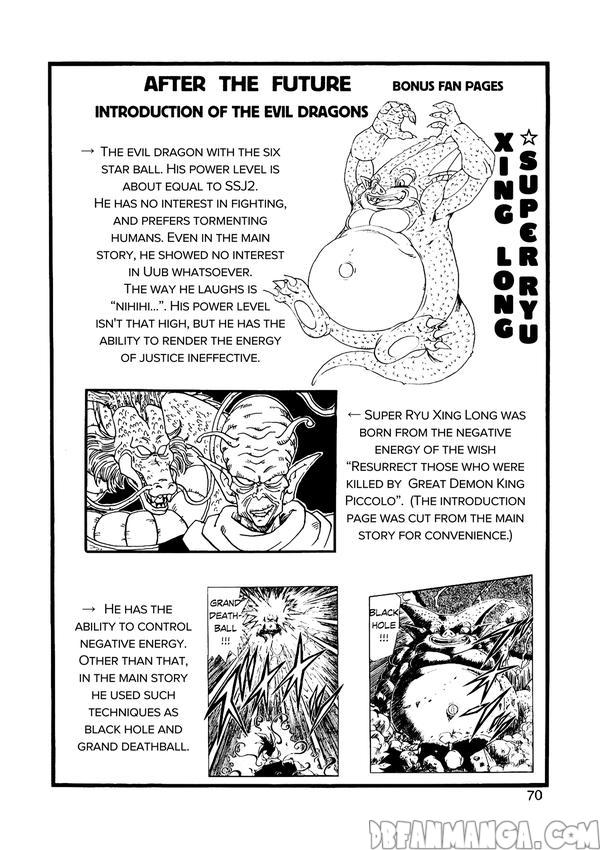 AFTER THE FUTURE
BONUS FAN PAGES
INTRODUCTION OF THE EVIL DRAGONS
☆SUPER RYU
XING LONG
→ THE EVIL DRAGON WITH THE SIX
STAR BALL. HIS POWER LEVEL IS
ABOUT EQUAL TO SSJ2.
HE HAS NO INTEREST IN FIGHTING,
AND PREFERS TORMENTING
HUMANS. EVEN IN THE MAIN
STORY, HE SHOWED NO INTEREST
IN UUB WHATSOEVER.
THE WAY HE LAUGHS IS
“NIHIHI...”. HIS POWER LEVEL
ISN'T THAT HIGH, BUT HE HAS THE
ABILITY TO RENDER THE ENERGY
OF JUSTICE INEFFECTIVE.
← SUPER RYU XING LONG WAS
BORN FROM THE NEGATIVE
ENERGY OF THE WISH
“RESURRECT THOSE WHO WERE
KILLED BY GREAT DEMON KING
PICCOLO”. (THE INTRODUCTION
PAGE WAS CUT FROM THE MAIN
STORY FOR CONVENIENCE.)
→ HE HAS THE
ABILITY TO CONTROL
NEGATIVE ENERGY.
OTHER THAN THAT,
IN THE MAIN STORY
HE USED SUCH
TECHNIQUES AS
BLACK HOLE AND
GRAND DEATHBALL.
GRAND
DEATH-
BALL
!!!
BLACK
HOLE
!!!
70
DBFANMANGA.COM